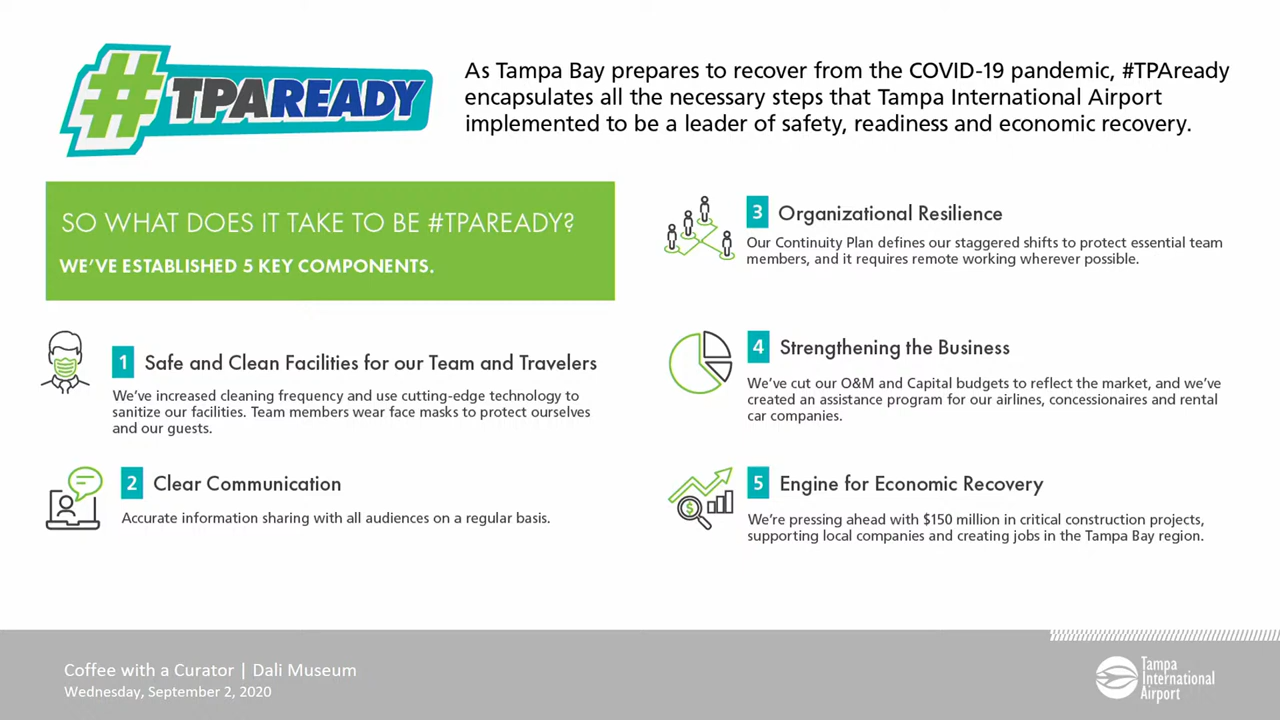 #TPAREADY
As Tampa Bay prepares to recover from the COVID-19 pandemic, #TPAready
encapsulates all the necessary steps that Tampa International Airport
implemented to be a leader of safety, readiness and economic recovery.
SO WHAT DOES IT TAKE TO BE #TPAREADY?
WE'VE ESTABLISHED 5 KEY COMPONENTS.
1 Safe and Clean Facilities for our Team and Travelers
We've increased cleaning frequency and use cutting-edge technology to
sanitize our facilities. Team members wear face masks to protect ourselves
and our guests.
2 Clear Communication
Accurate information sharing with all audiences on a regular basis.
3 Organizational Resilience
Our Continuity Plan defines our staggered shifts to protect essential team
members, and it requires remote working wherever possible.
4 Strengthening the Business
We've cut our O&M and Capital budgets to reflect the market, and we've
created an assistance program for our airlines, concessionaires and rental
car companies.
$
5 Engine for Economic Recovery
We're pressing ahead with $150 million in critical construction projects,
supporting local companies and creating jobs in the Tampa Bay region.
Coffee with a Curator | Dali Museum
Wednesday, September 2, 2020
Tampa
International
Airport